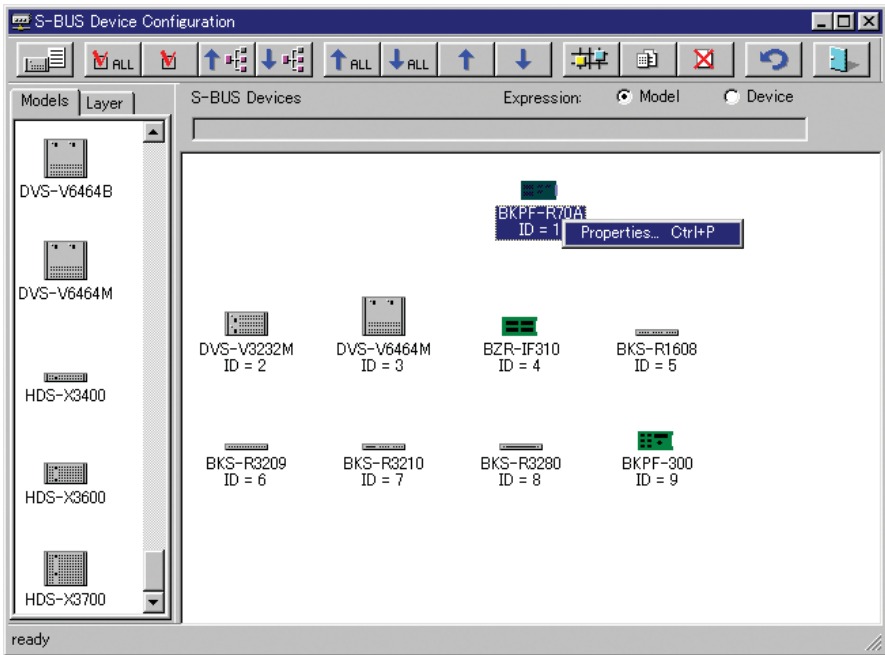 S-BUS Device Configuration
ALL
ALL
ALL
Models
Layer
S-BUS Devices
Expression:
Model
Device
DVS-V6464B
DVS-V6464M
HDS-X3400
HDS-X3600
HDS-X3700
BKPF-R70A
ID = 1
Properties... Ctrl+P
DVS-V3232M
ID = 2
DVS-V6464M
ID = 3
BZR-IF310
ID = 4
BKS-R1608
ID = 5
BKS-R3209
ID = 6
BKS-R3210
ID = 7
BKS-R3280
ID = 8
BKPF-300
ID = 9
ready